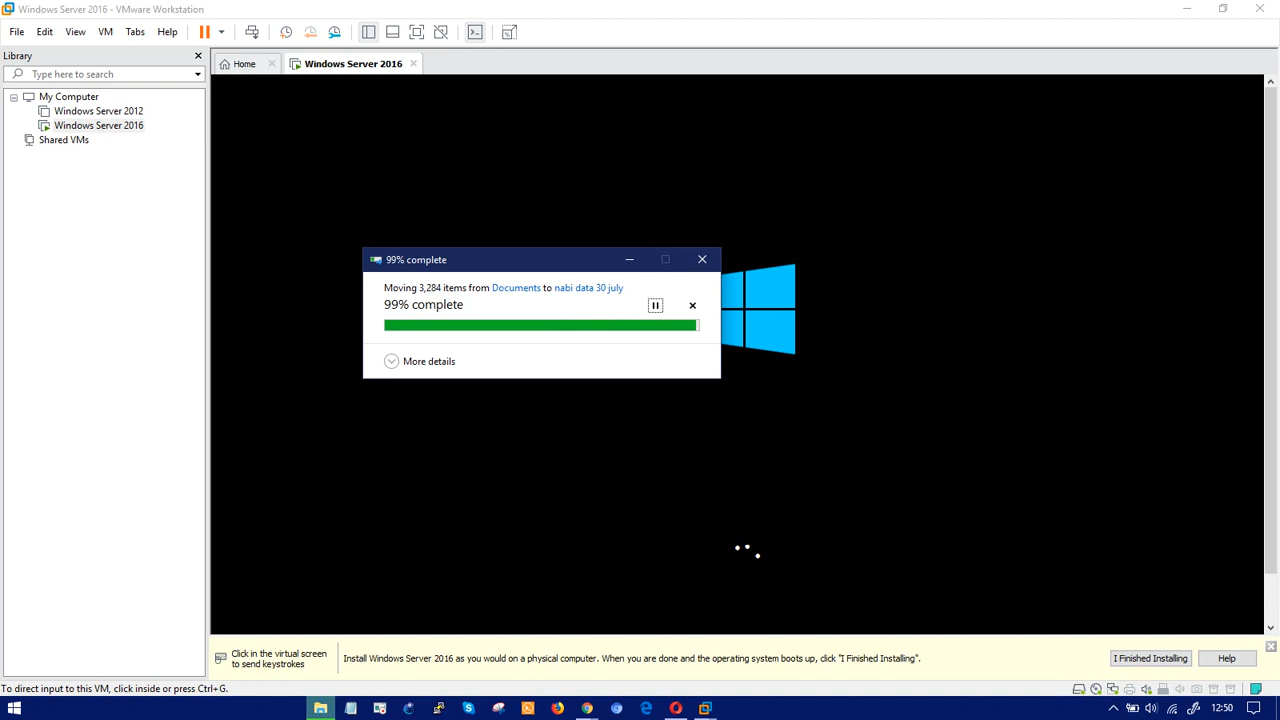 Windows Server 2016 - VMware Workstation
File Edit View VM Tabs Help
Library
Type here to search
My Computer
Windows Server 2012
Windows Server 2016
Shared VMs
Home
Windows Server 2016
99% complete
Moving 3,284 items from Documents to nabi data 30 july
99% complete
More details
Click in the virtual screen
to send keystrokes
Install Windows Server 2016 as you would on a physical computer. When you are done and the operating system boots up, click "I Finished Installing".
I Finished Installing
Help
To direct input to this VM, click inside or press Ctrl+G.
12:50